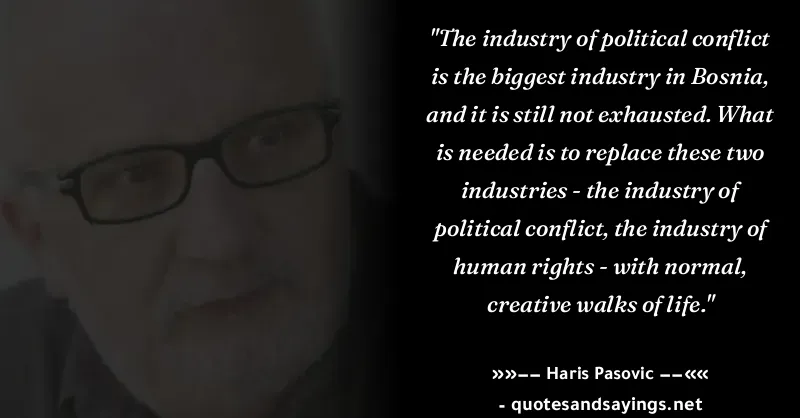 "The industry of political conflict
is the biggest industry in Bosnia,
and it is still not exhausted. What
is needed is to replace these two
industries - the industry of
political conflict, the industry of
human rights - with normal,
creative walks of life."
»»−− Haris Pasovic −−««
- quotesandsayings.net